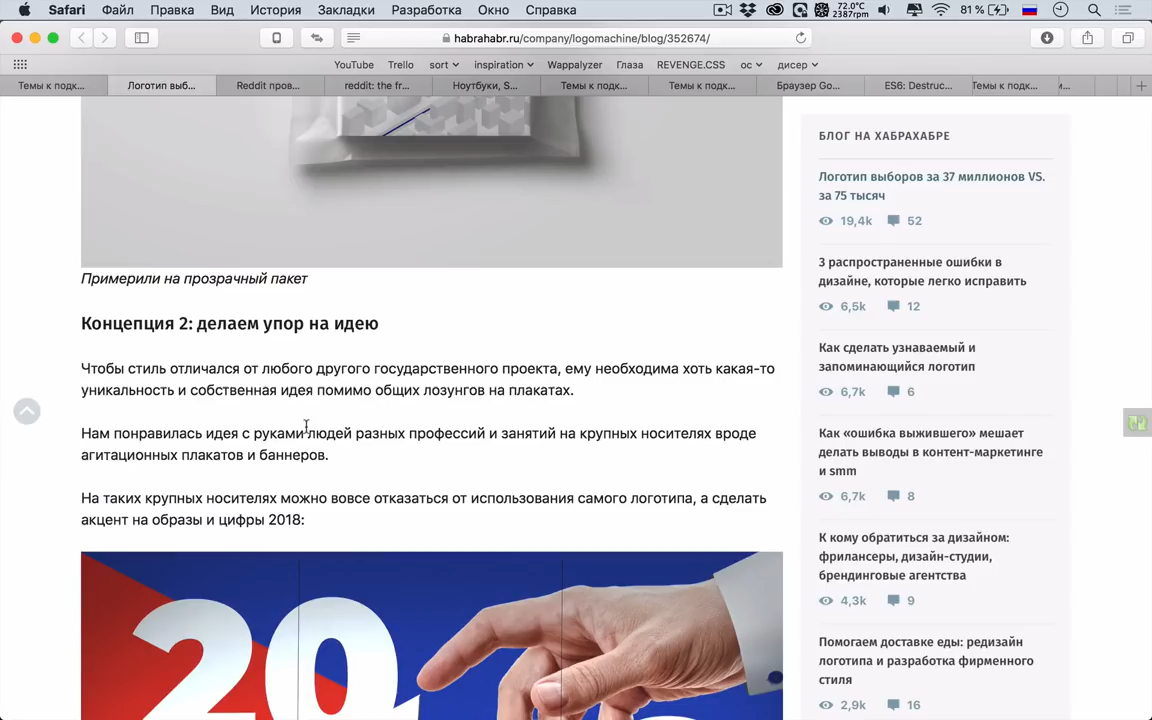 Safari Файл Правка Вид История Закладки Разработка Окно Справка 72.0°C 2387rpm 81 %
habrahabr.ru/company/logomachine/blog/352674/
YouTube Trello sort inspiration Wappalyzer Глаза REVENGE.CSS ос дисер
Темы к подк... Логотип выб... Reddit пров... reddit: the fr... Ноутбуки, S... Темы к подк... Темы к подк... Браузер Go... ES6: Destruc... Темы к подк... и...
Примерили на прозрачный пакет
Концепция 2: делаем упор на идею
Чтобы стиль отличался от любого другого государственного проекта, ему необходима хоть какая-то
уникальность и собственная идея помимо общих лозунгов на плакатах.
Нам понравилась идея с руками людей разных профессий и занятий на крупных носителях вроде
агитационных плакатов и баннеров.
На таких крупных носителях можно вовсе отказаться от использования самого логотипа, а сделать
акцент на образы и цифры 2018:
20
БЛОГ НА ХАБРАХАБРЕ
Логотип выборов за 37 миллионов VS.
за 75 тысяч
19,4k 52
3 распространенные ошибки в
дизайне, которые легко исправить
6,5k 12
Как сделать узнаваемый и
запоминающийся логотип
6,7k 6
Как «ошибка выжившего» мешает
делать выводы в контент-маркетинге
и smm
6,7k 8
К кому обратиться за дизайном:
фрилансеры, дизайн-студии,
брендинговые агентства
4,3k 9
Помогаем доставке еды: редизайн
логотипа и разработка фирменного
стиля
2,9k 16